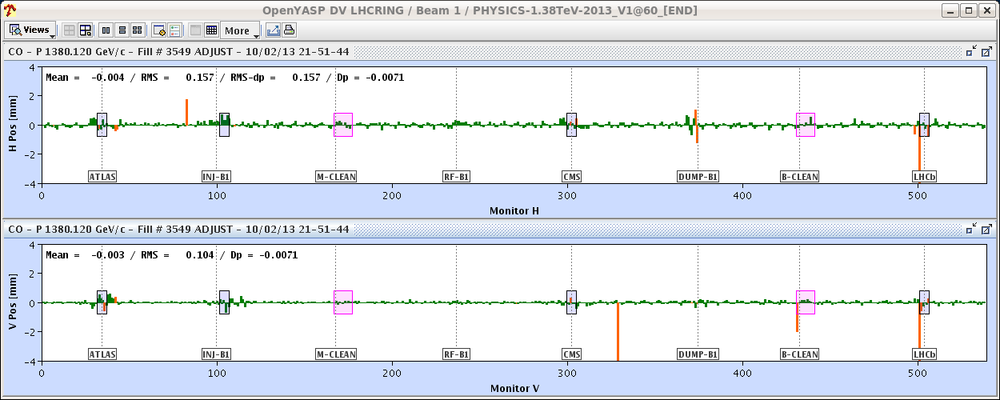 OpenYASP DV LHCRING / Beam 1 / PHYSICS-1.38TeV-2013_V1@60_[END]
Views More
CO - P 1380.120 GeV/c - Fill # 3549 ADJUST - 10/02/13 21-51-44
Mean = -0.004 / RMS = 0.157 / RMS-dp = 0.157 / Dp = -0.0071
H Pos [mm]
4
2
0
-2
-4
ATLAS INJ-B1 M-CLEAN RF-B1 CMS DUMP-B1 B-CLEAN LHCb
0 100 200 300 400 500
Monitor H
CO - P 1380.120 GeV/c - Fill # 3549 ADJUST - 10/02/13 21-51-44
Mean = -0.003 / RMS = 0.104 / Dp = -0.0071
V Pos [mm]
4
2
0
-2
-4
ATLAS INJ-B1 M-CLEAN RF-B1 CMS DUMP-B1 B-CLEAN LHCb
0 100 200 300 400 500
Monitor V